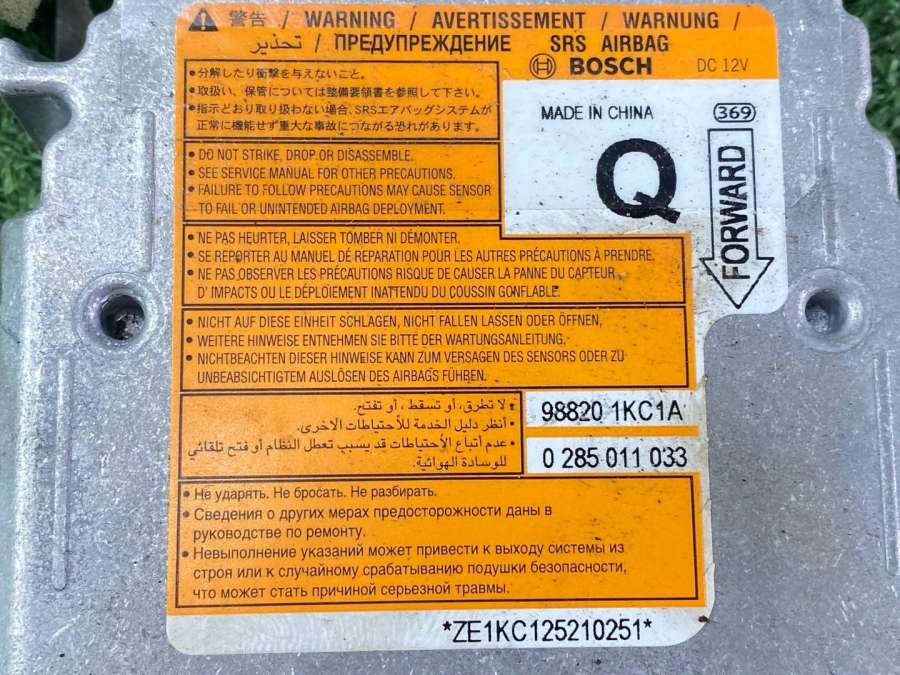 警告 / WARNING / AVERTISSEMENT / WARNUNG /
تحذير / ПРЕДУПРЕЖДЕНИЕ SRS AIRBAG
BOSCH DC 12V
• 分解したり衝撃を与えないこと。
• 取扱い、保管については整備要領書を参照して下さい。
• 指示どおり取り扱わない場合、SRSエアバッグシステムが
正常に機能せず重大な事故につながる恐れがあります。
MADE IN CHINA
369
Q
FORWARD
• DO NOT STRIKE, DROP OR DISASSEMBLE.
• SEE SERVICE MANUAL FOR OTHER PRECAUTIONS.
• FAILURE TO FOLLOW PRECAUTIONS MAY CAUSE SENSOR
TO FAIL OR UNINTENDED AIRBAG DEPLOYMENT.
• NE PAS HEURTER, LAISSER TOMBER NI DÉMONTER.
• SE REPORTER AU MANUEL DE RÉPARATION POUR LES AUTRES PRÉCAUTIONS À PRENDRE.
• NE PAS OBSERVER LES PRÉCAUTIONS RISQUE DE CAUSER LA PANNE DU CAPTEUR
D' IMPACTS OU LE DÉPLOIEMENT INATTENDU DU COUSSIN GONFLABLE.
• NICHT AUF DIESE EINHEIT SCHLAGEN, NICHT FALLEN LASSEN ODER ÖFFNEN.
• WEITERE HINWEISE ENTNEHMEN SIE BITTE DER WARTUNGSANLEITUNG.
• NICHTBEACHTEN DIESER HINWEISE KANN ZUM VERSAGEN DES SENSORS ODER ZU
UNBEABSICHTIGTEM AUSLÖSEN DES AIRBAGS FÜHREN.
• لا تطرق، أو تسقط ، أو تفتح.
• أنظر دليل الخدمة للأحتياطات الاخرى.
• عدم أتباع الأحتياطات قد يسبب تعطل النظام أو فتح تلقائي
للوسادة الهوائية.
98820 1KC1A
0 285 011 033
• Не ударять. Не бросать. Не разбирать.
• Сведения о других мерах предосторожности даны в
руководстве по ремонту.
• Невыполнение указаний может привести к выходу системы из
строя или к случайному срабатыванию подушки безопасности,
что может стать причиной серьезной травмы.
*ZE1KC125210251*